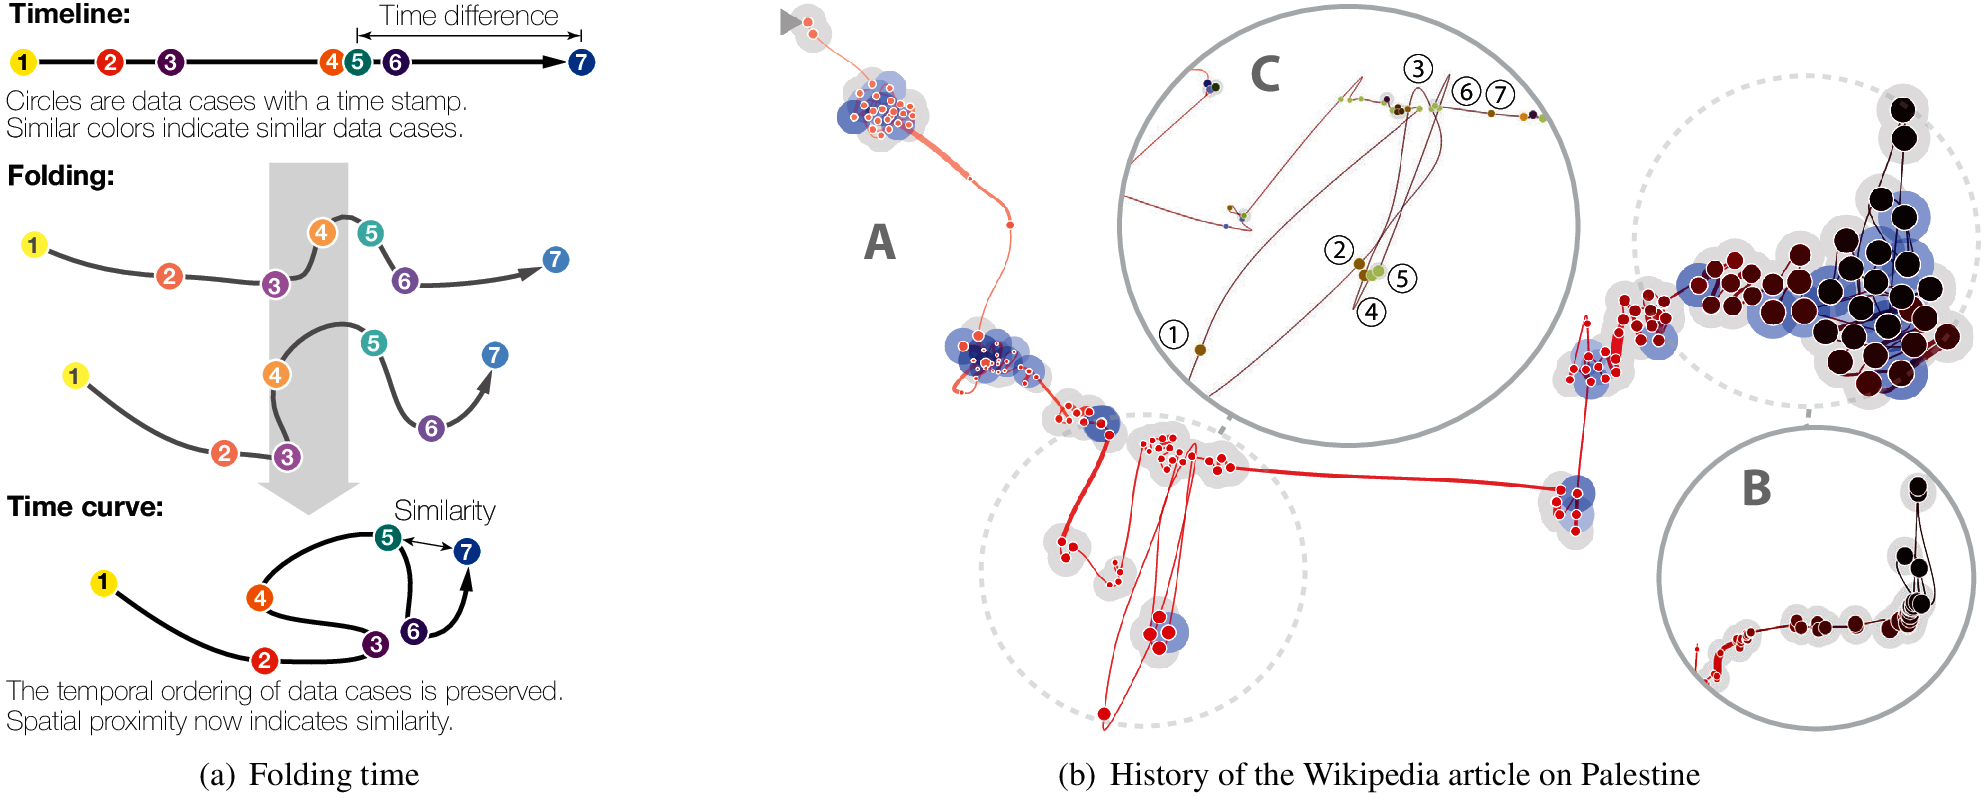 Timeline:
Time difference
1 2 3 4 5 6 7
Circles are data cases with a time stamp.
Similar colors indicate similar data cases.
Folding:
1 2 3 4 5 6 7
1 2 3 4 5 6 7
Time curve:
Similarity
1 2 3 4 5 6 7
The temporal ordering of data cases is preserved.
Spatial proximity now indicates similarity.
(a) Folding time
A
C
3
6 7
2
5
4
1
B
(b) History of the Wikipedia article on Palestine